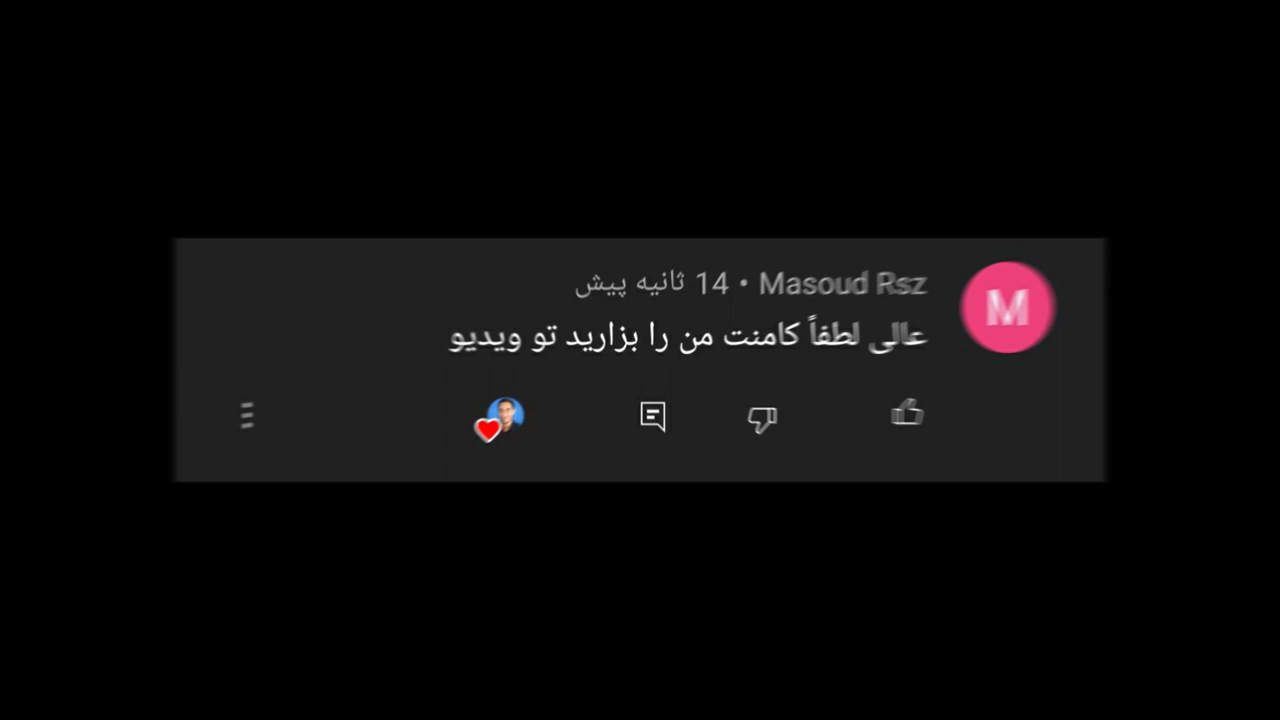 M
Masoud Rsz • 14 ثانیه پیش
عالی لطفاً کامنت من را بزارید تو ویدیو